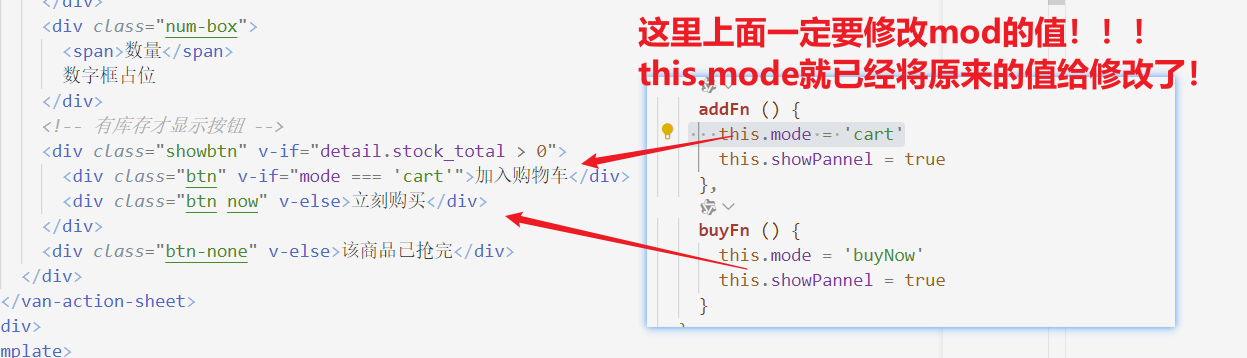 </div>
<div class="num-box">
<span>数量</span>
数字框占位
</div>
<!-- 有库存才显示按钮 -->
<div class="showbtn" v-if="detail.stock_total > 0">
<div class="btn" v-if="mode === 'cart'">加入购物车</div>
<div class="btn now" v-else>立刻购买</div>
</div>
<div class="btn-none" v-else>该商品已抢完</div>
</div>
</van-action-sheet>
div>
mplate>
这里上面一定要修改mod的值！！！
this.mode就已经将原来的值给修改了！
addFn () {
this.mode = 'cart'
this.showPannel = true
},
buyFn () {
this.mode = 'buyNow'
this.showPannel = true
}